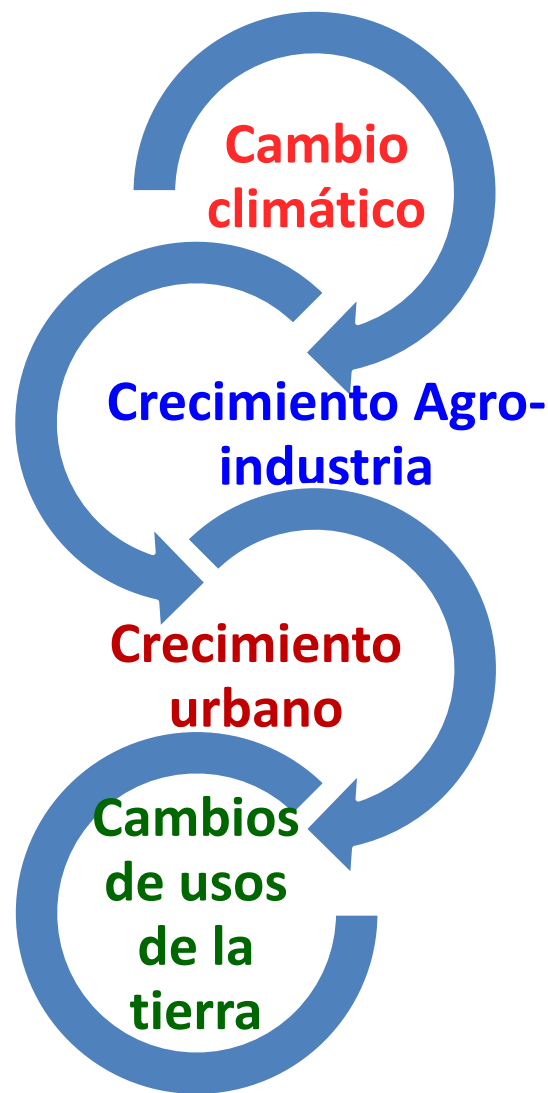 Cambio
climático
Crecimiento Agro-
industria
Crecimiento
urbano
Cambios
de usos
de la
tierra